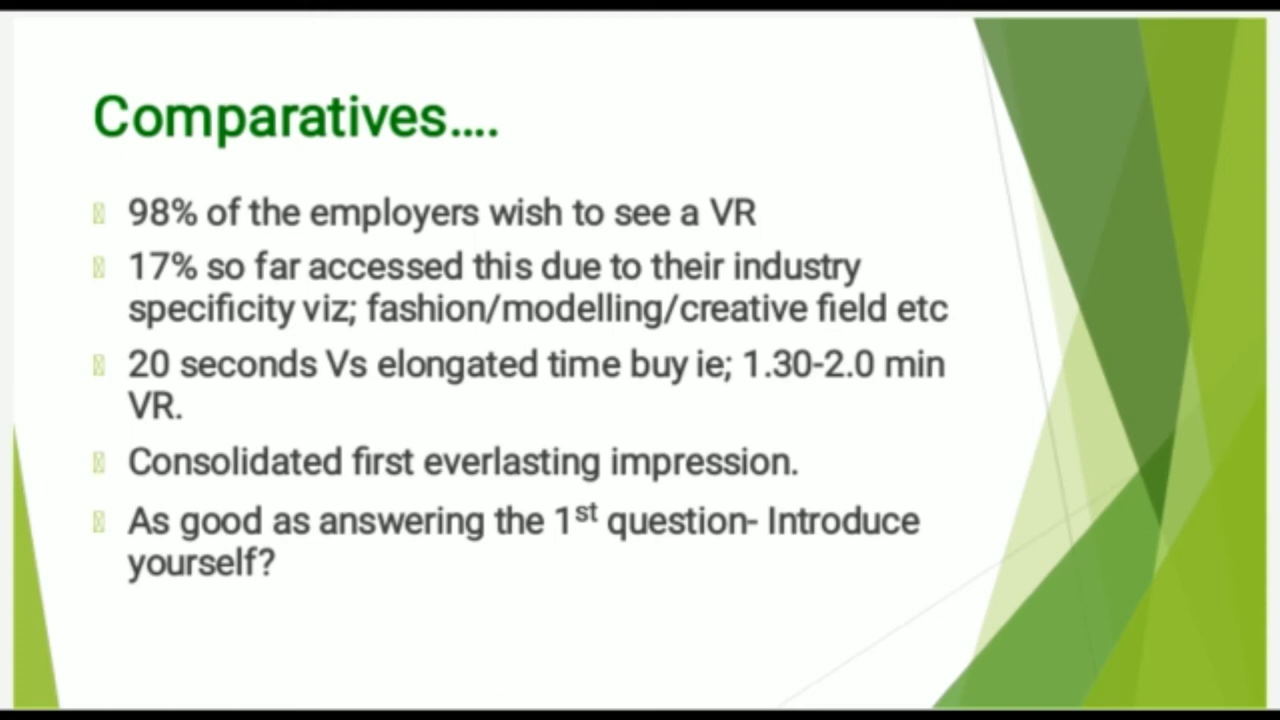 Comparatives....
98% of the employers wish to see a VR
17% so far accessed this due to their industry
specificity viz; fashion/modelling/creative field etc
20 seconds Vs elongated time buy ie; 1.30-2.0 min
VR.
Consolidated first everlasting impression.
As good as answering the 1st question- Introduce
yourself?